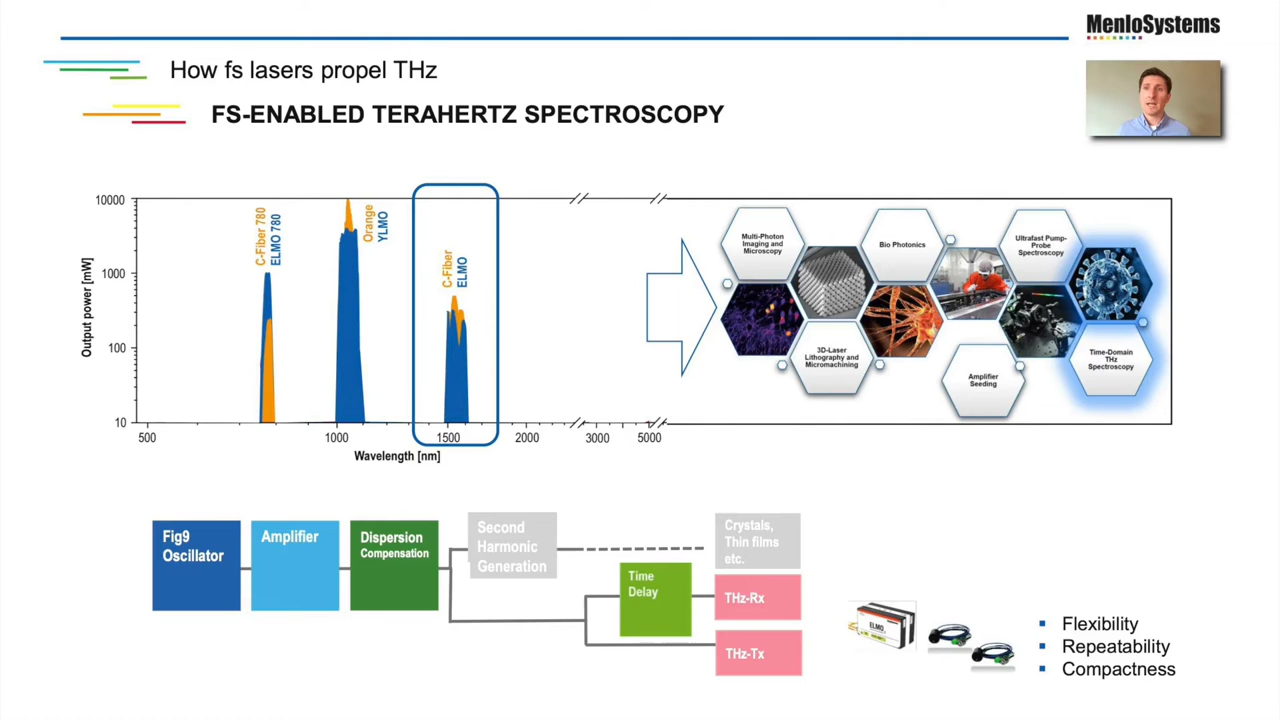 MenloSystems
How fs lasers propel THz
FS-ENABLED TERAHERTZ SPECTROSCOPY
Output power [mW]
10000
1000
100
10
C-Fiber 780
ELMO 780
Orange
YLMO
C-Fiber
ELMO
500
1000
1500
2000
3000
5000
Wavelength [nm]
Multi-Photon
Imaging and
Microscopy
Bio Photonics
Ultrafast Pump-
Probe
Spectroscopy
3D-Laser
Lithography and
Micromachining
Amplifier
Seeding
Time-Domain
THz
Spectroscopy
Fig9
Oscillator
Amplifier
Dispersion
Compensation
Second
Harmonic
Generation
Time
Delay
Crystals,
Thin films
etc.
THz-Rx
THz-Tx
ELMO
Flexibility
Repeatability
Compactness